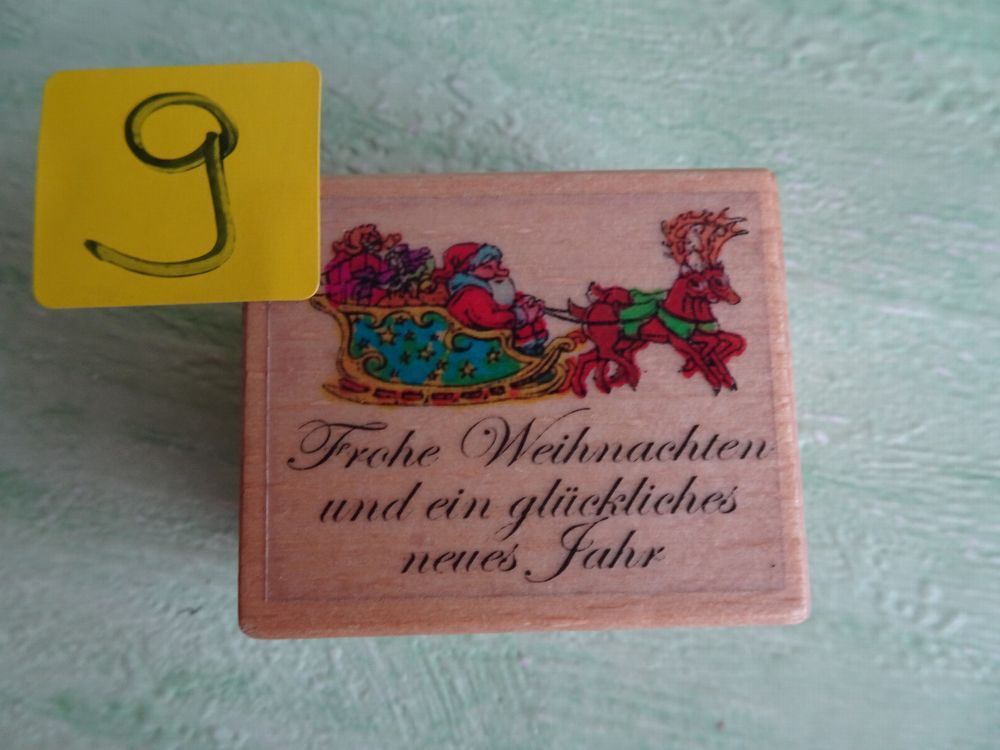 9
Frohe Weihnachten
und ein glückliches
neues Jahr